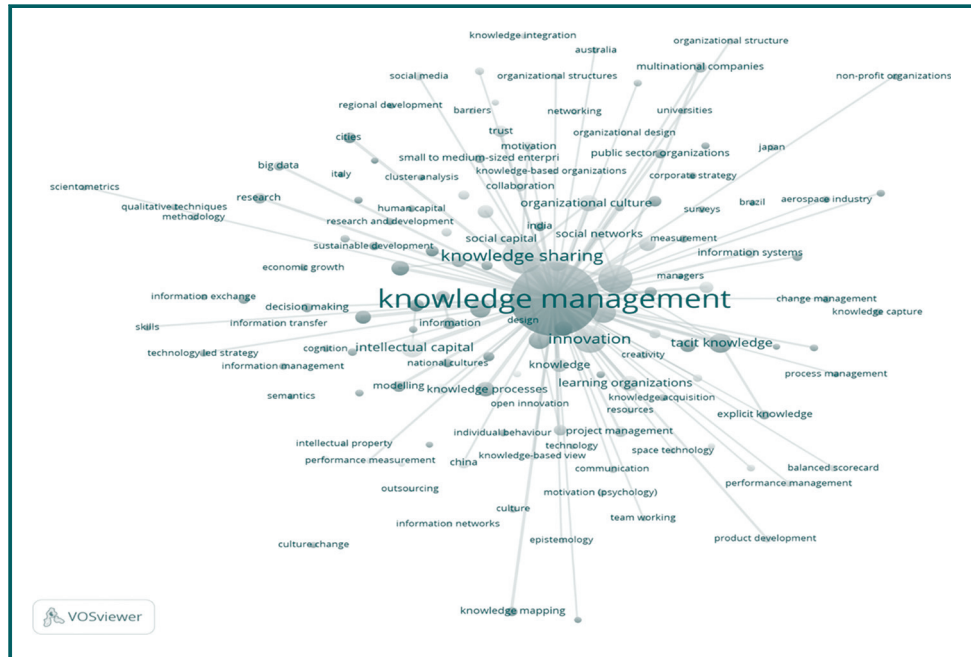 knowledge integration
organizational structure
australia
multinational companies
social media
organizational structures
non-profit organizations
regional development
barriers
networking
universities
trust
organizational design
cities
motivation
japan
small to medium-sized enterpri
public sector organizations
big data
knowledge-based organizations
italy
cluster analysis
corporate strategy
scientometrics
collaboration
research
aerospace industry
qualitative techniques
human capital
organizational culture
surveys
brazil
methodology
research and development
india
social capital
social networks
measurement
sustainable development
knowledge sharing
information systems
economic growth
managers
information exchange
knowledge management
change management
decision making
knowledge capture
skills
information transfer
information
design
innovation
tacit knowledge
technology led strategy
cognition
intellectual capital
creativity
information management
national cultures
knowledge
process management
semantics
modelling
knowledge processes
learning organizations
knowledge acquisition
open innovation
resources
explicit knowledge
individual behaviour
project management
intellectual property
technology
space technology
knowledge-based view
performance measurement
china
communication
balanced scorecard
performance management
outsourcing
motivation (psychology)
culture
team working
information networks
epistemology
product development
culture change
knowledge mapping
VOSviewer